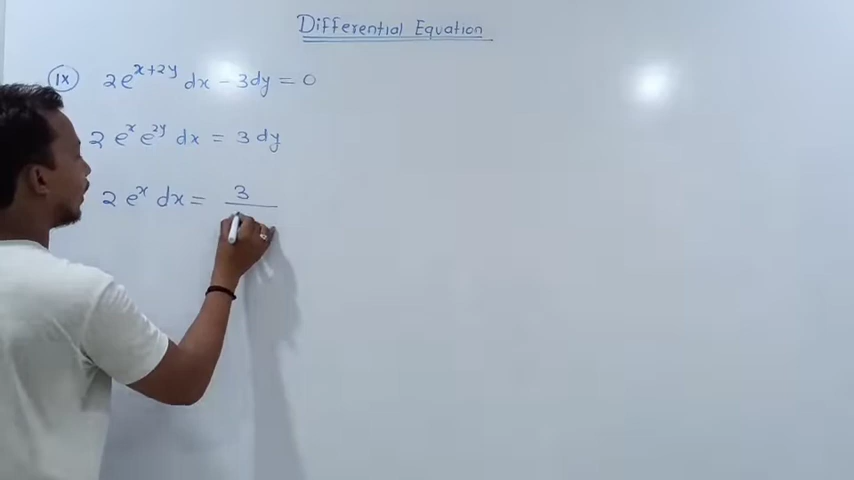 Differential Equation
(ix) 2e^{x+2y} dx - 3dy = 0
2 e^x e^{2y} dx = 3 dy
2 e^x dx = 3/